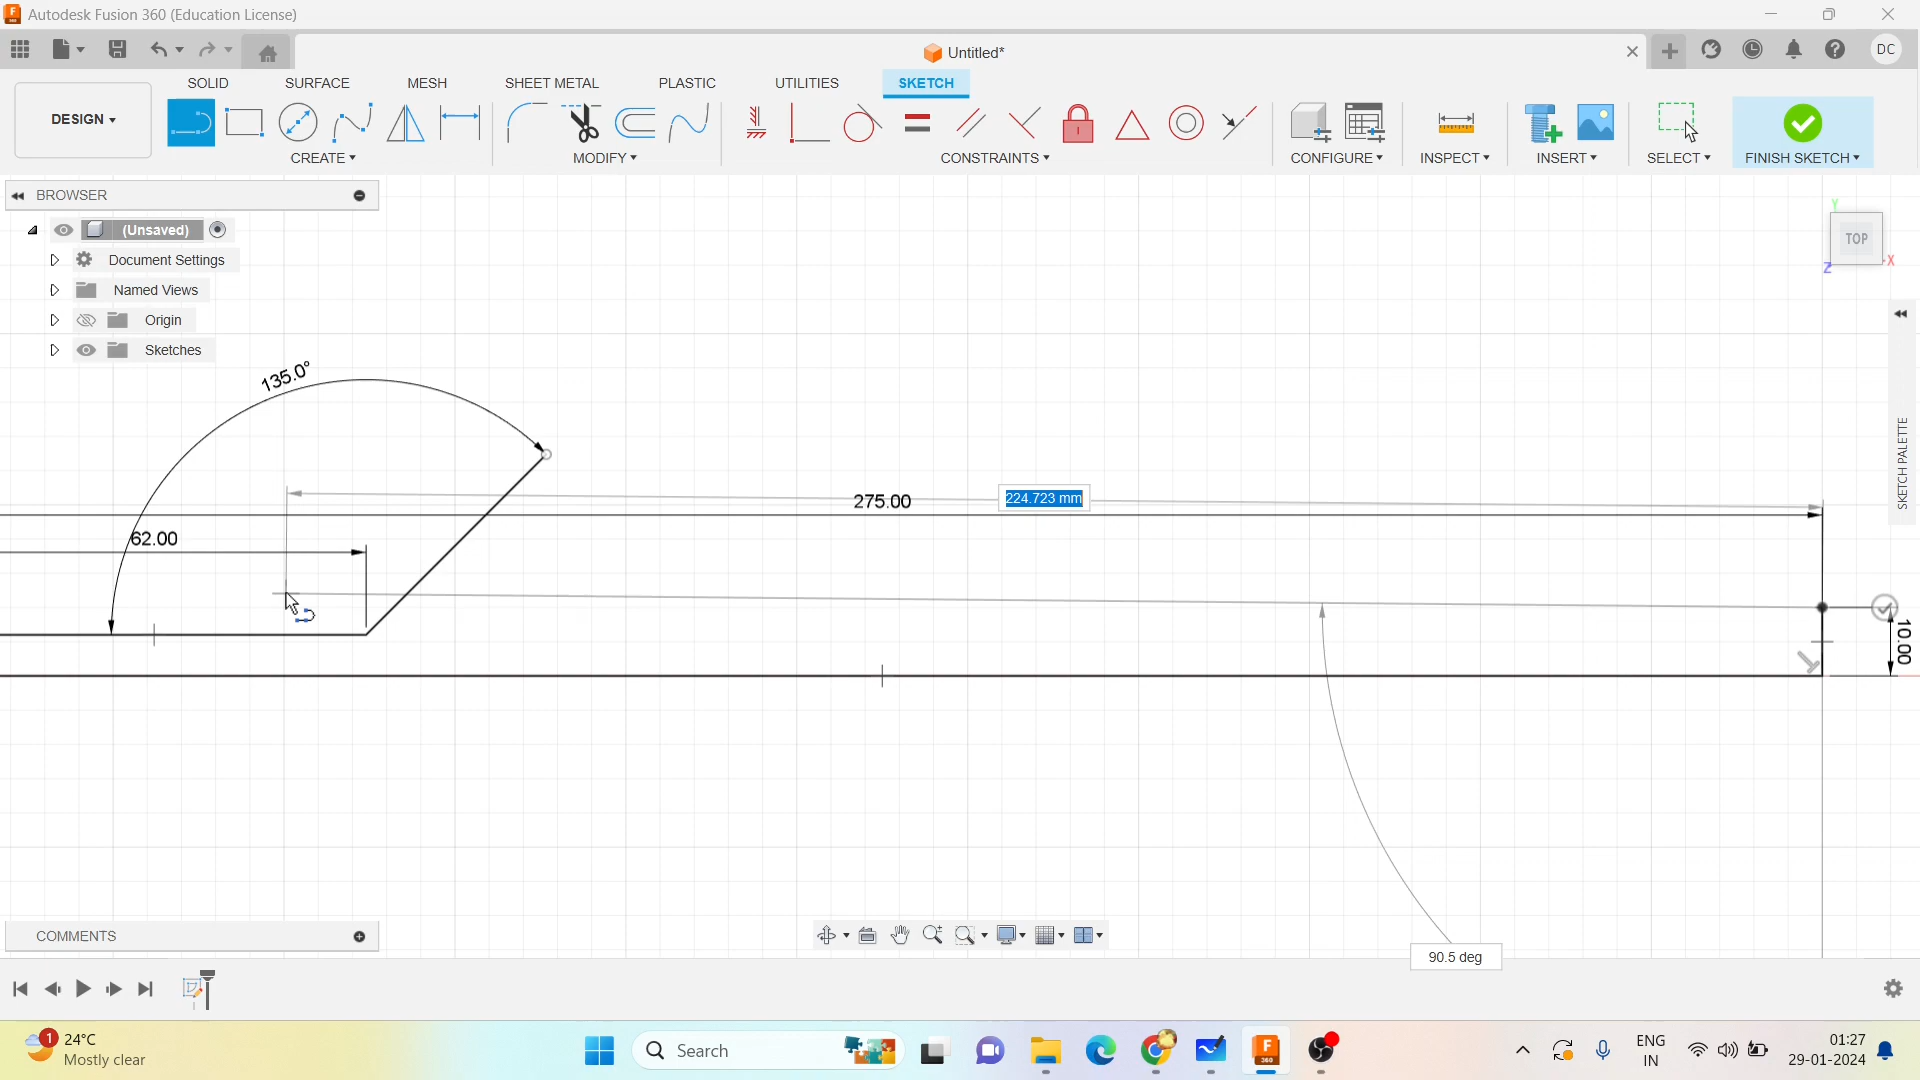 Autodesk Fusion 360 (Education License)
Untitled*
DC
SOLID
SURFACE
MESH
SHEET METAL
PLASTIC
UTILITIES
SKETCH
DESIGN
CREATE
MODIFY
CONSTRAINTS
CONFIGURE
INSPECT
INSERT
SELECT
FINISH SKETCH
BROWSER
(Unsaved)
Document Settings
Named Views
Origin
Sketches
Y
TOP
X
Z
SKETCH PALETTE
135.0°
275.00
224.723 mm
62.00
10.00
90.5 deg
COMMENTS
1
24°C
Mostly clear
Search
F
360
ENG
IN
01:27
29-01-2024